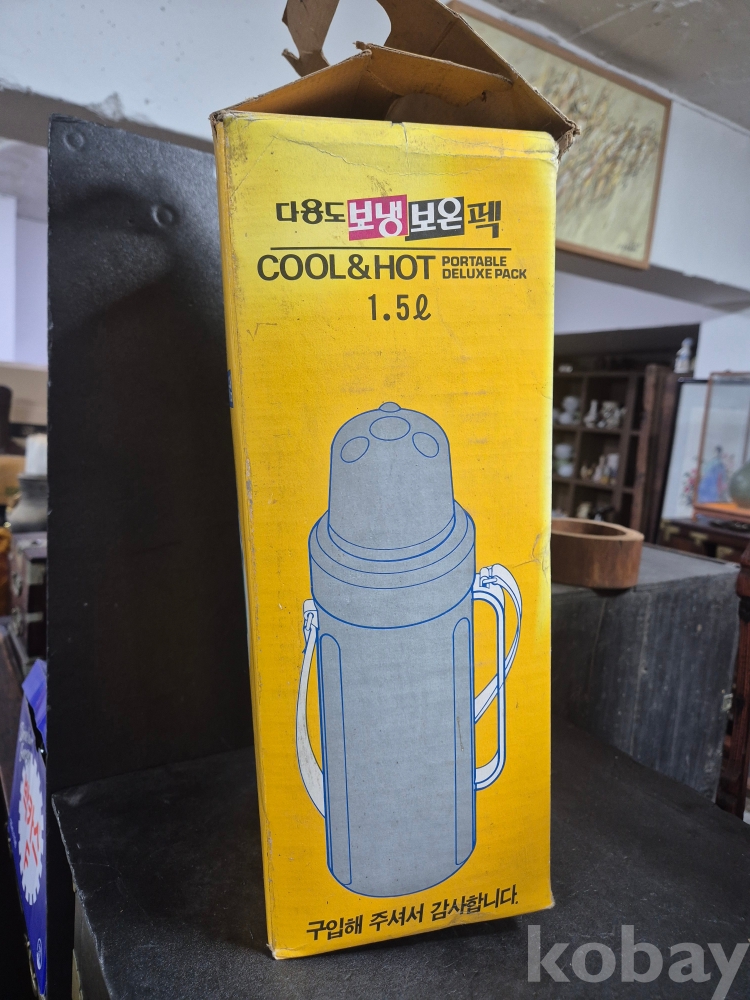 다용도보냉보온펙
COOL&HOT PORTABLE
DELUXE PACK
1.5ℓ
구입해 주셔서 감사합니다.
kobay